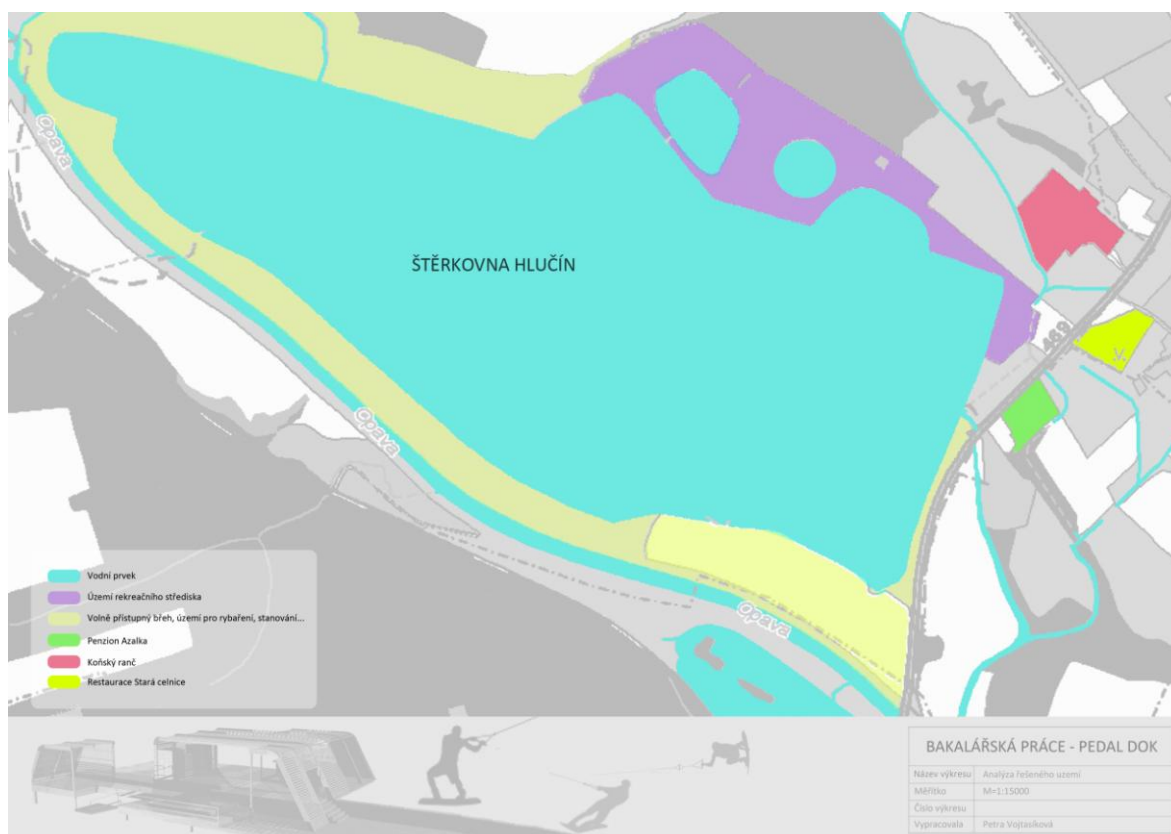 Opava
ŠTĚRKOVNA HLUČÍN
469
Opava
Opava
Vodní prvek
Území rekreačního střediska
Volně přístupný břeh, území pro rybaření, stanování...
Penzion Azalka
Koňský ranč
Restaurace Stará celnice
BAKALÁŘSKÁ PRÁCE - PEDAL DOK
Název výkresu Analýza řešeného uzemí
Měřítko M=1:15000
Číslo výkresu
Vypracovala Petra Vojtasíková